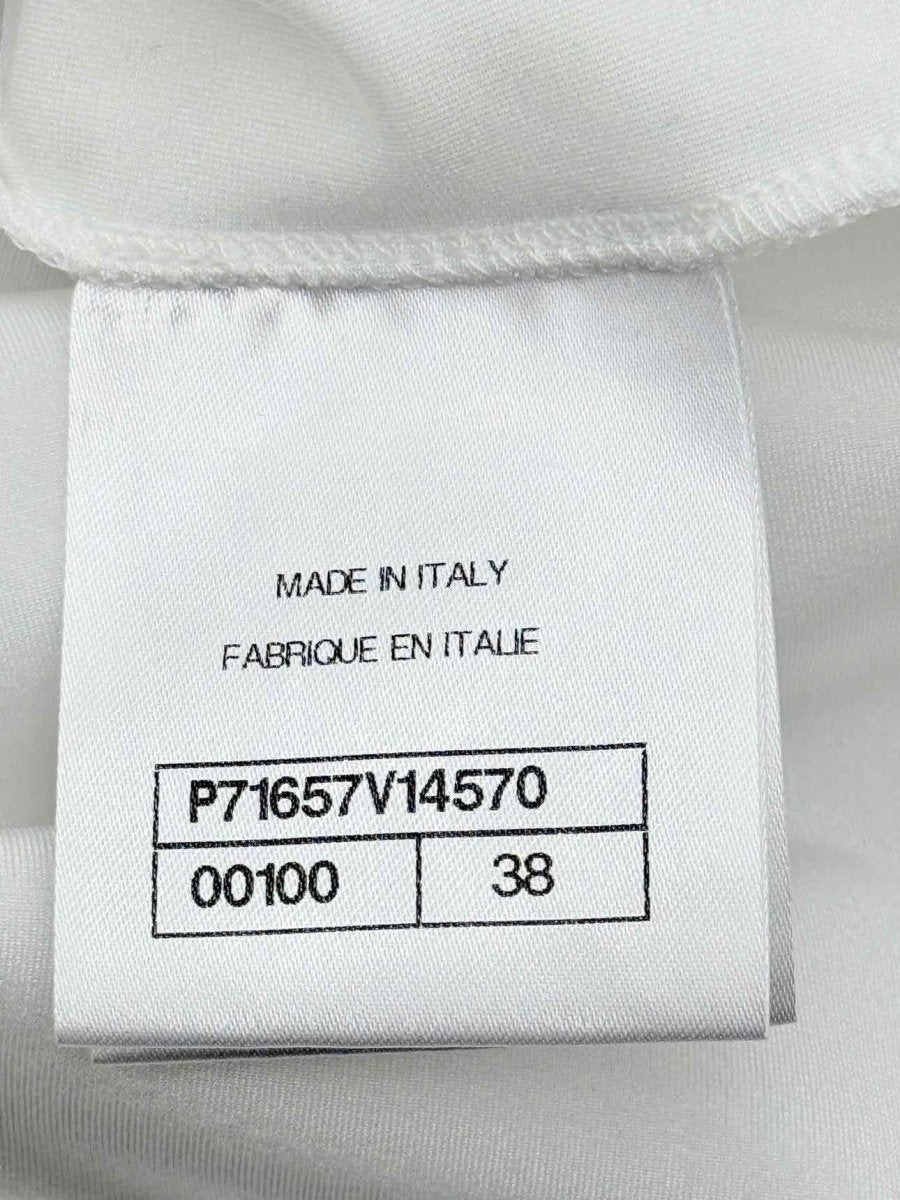 MADE IN ITALY
FABRIQUE EN ITALIE
P71657V14570
00100 38